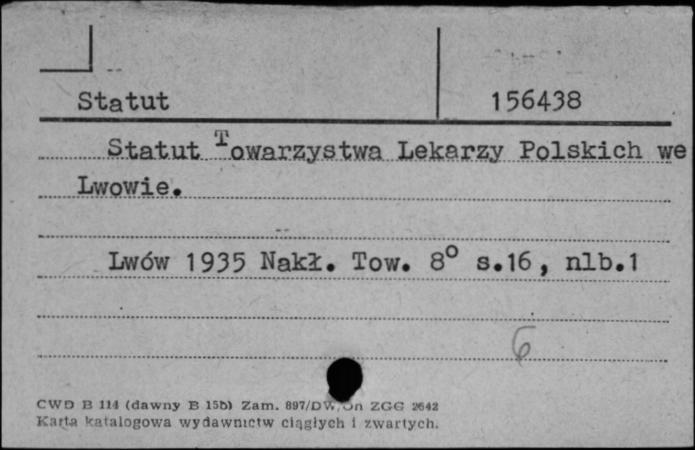 Statut 156438
Statut Towarzystwa Lekarzy Polskich we
Lwowie.
Lwów 1935 Nakł. Tow. 8° s.16, nlb.1
6
CWD B 114 (dawny B 15b) Zam. 897/DW/ ZGG 2642
Karta katalogowa wydawnictw ciągłych i zwartych.